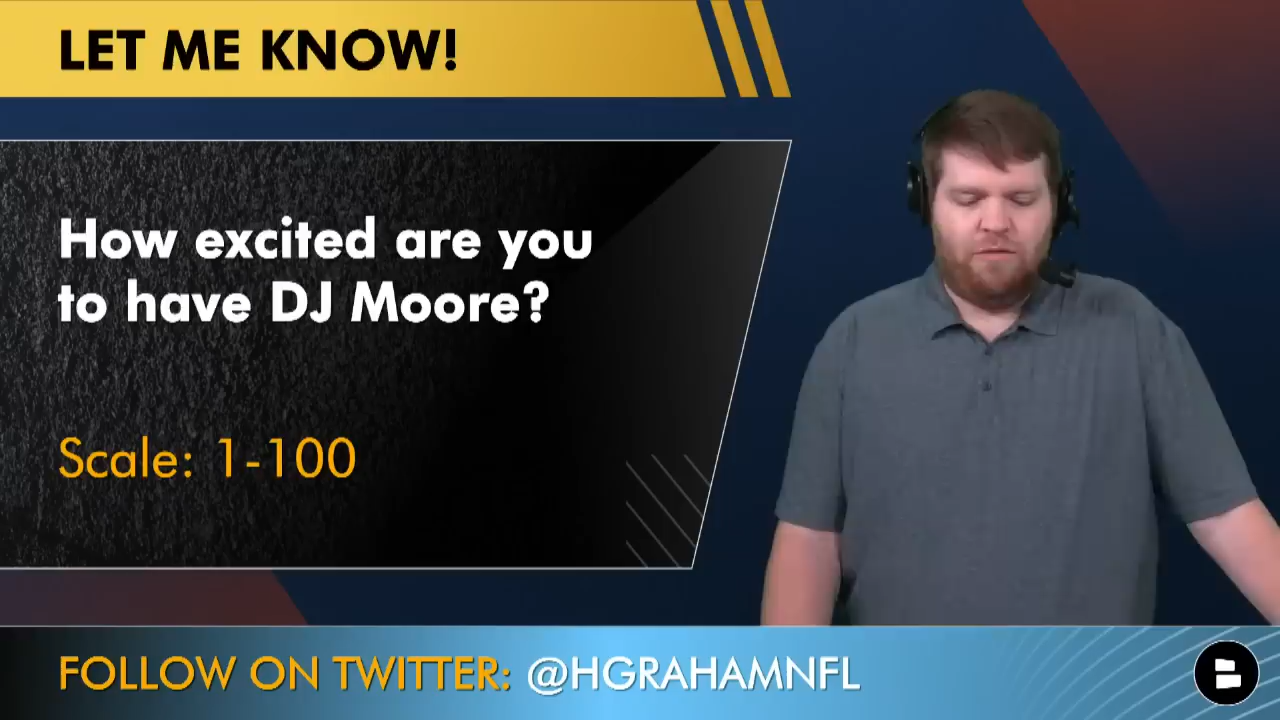 LET ME KNOW!
How excited are you
to have DJ Moore?
Scale: 1-100
FOLLOW ON TWITTER: @HGRAHAMNFL